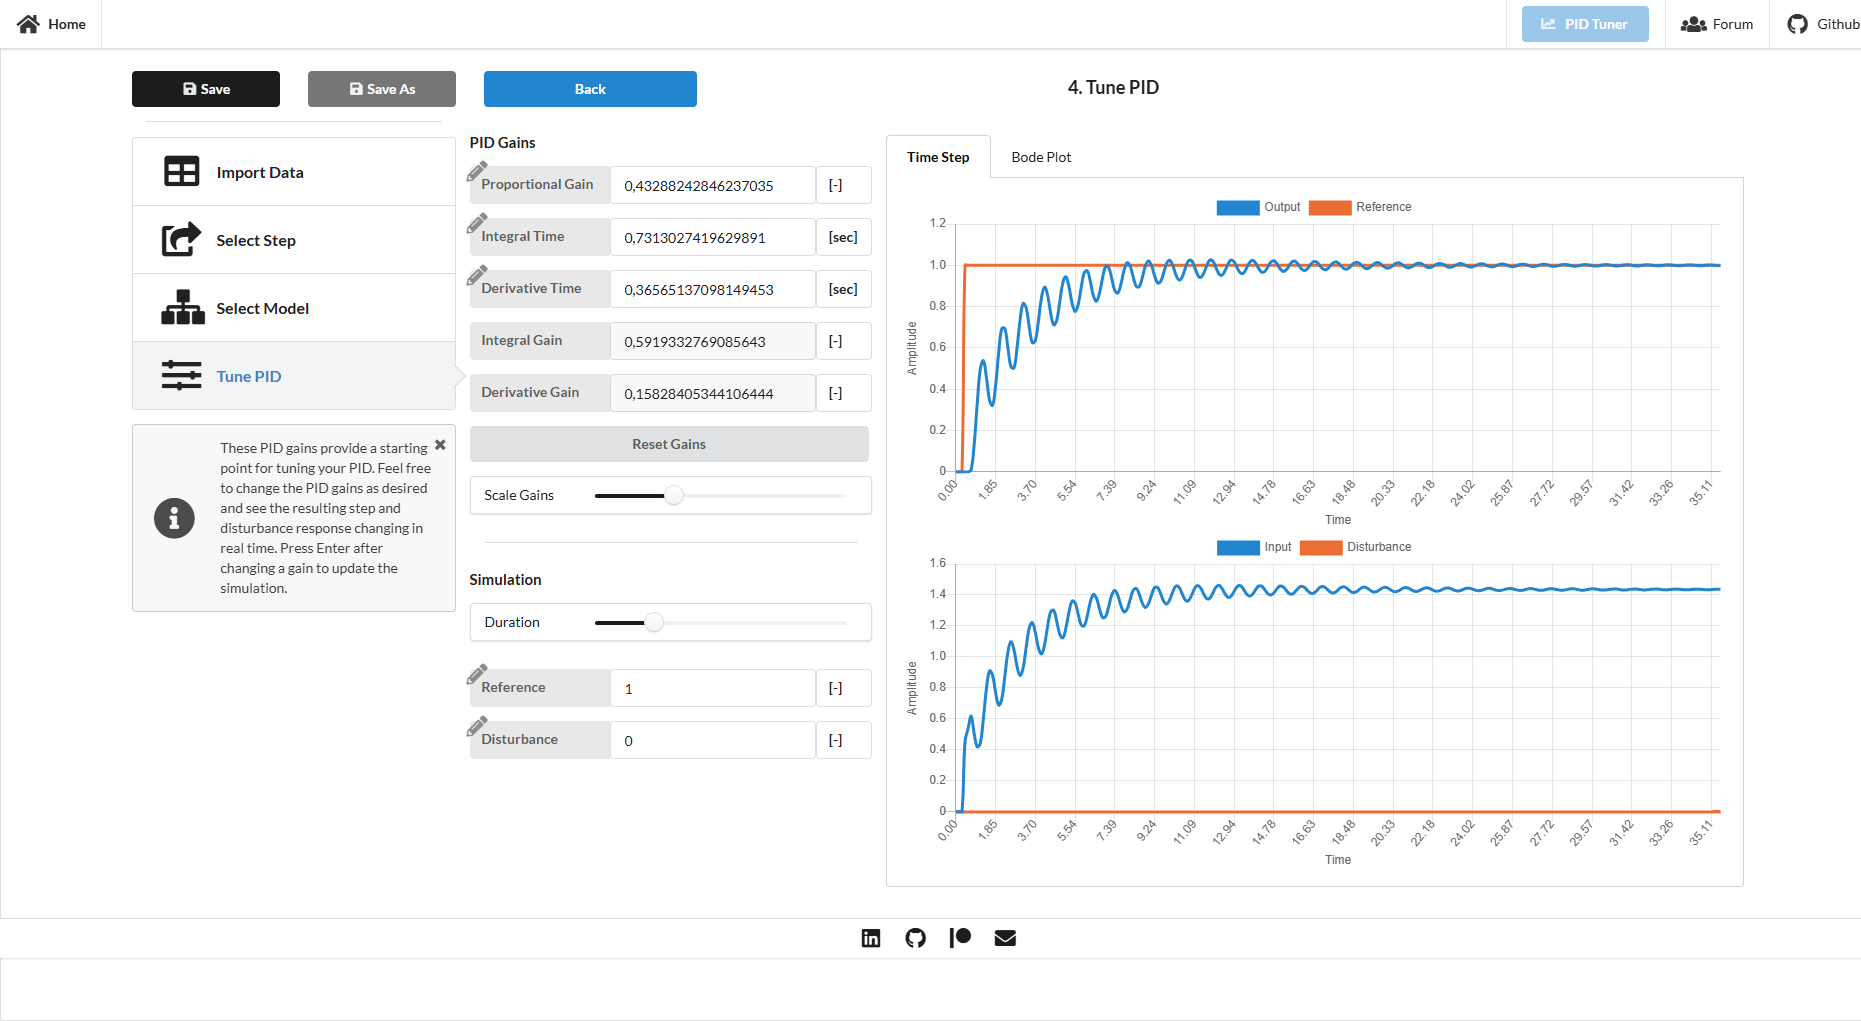 Home
PID Tuner
Forum
Github
Save
Save As
Back
4. Tune PID
Import Data
Select Step
Select Model
Tune PID
These PID gains provide a starting
point for tuning your PID. Feel free
to change the PID gains as desired
and see the resulting step and
disturbance response changing in
real time. Press Enter after
changing a gain to update the
simulation.
PID Gains
Proportional Gain 0,43288242846237035 [-]
Integral Time 0,7313027419629891 [sec]
Derivative Time 0,36565137098149453 [sec]
Integral Gain 0,5919332769085643 [-]
Derivative Gain 0,15828405344106444 [-]
Reset Gains
Scale Gains
Simulation
Duration
Reference 1 [-]
Disturbance 0 [-]
Time Step
Bode Plot
Output Reference
1.2
1.0
0.8
0.6
0.4
0.2
0
Amplitude
0.00 1.85 3.70 5.54 7.39 9.24 11.09 12.94 14.78 16.63 18.48 20.33 22.18 24.02 25.87 27.72 29.57 31.42 33.26 35.11
Time
Input Disturbance
1.6
1.4
1.2
1.0
0.8
0.6
0.4
0.2
0
Amplitude
0.00 1.85 3.70 5.54 7.39 9.24 11.09 12.94 14.78 16.63 18.48 20.33 22.18 24.02 25.87 27.72 29.57 31.42 33.26 35.11
Time